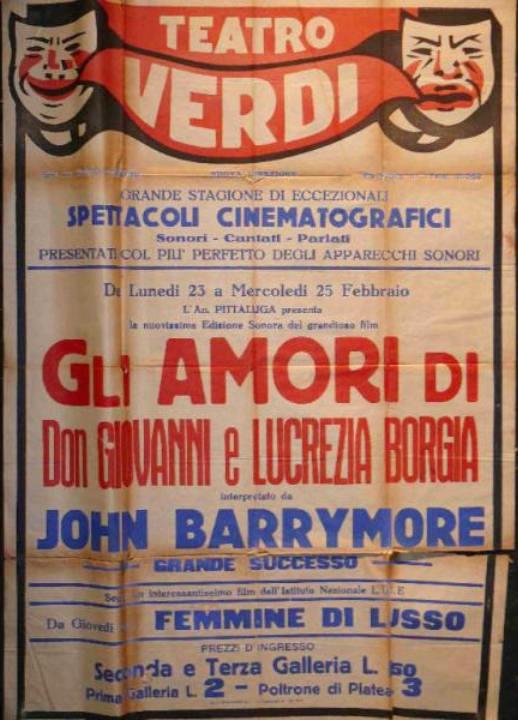 TEATRO
VERDI
NUOVA DIREZIONE
GRANDE STAGIONE DI ECCEZIONALI
SPETTACOLI CINEMATOGRAFICI
Sonori - Cantati - Parlati
PRESENTATI COL PIU' PERFETTO DEGLI APPARECCHI SONORI
Da Lunedì 23 a Mercoledì 25 Febbraio
L'An. PITTALUGA presenta
la nuovissima Edizione Sonora del grandioso film
GLI AMORI DI
Don GIOVANNI e LUCREZIA BORGIA
interpretato da
JOHN BARRYMORE
GRANDE SUCCESSO
interessantissimo film dell'Istituto Nazionale L.U.C.E
Da Giovedì
FEMMINE DI LUSSO
PREZZI D'INGRESSO
Seconda e Terza Galleria L. 50
Prima Galleria L. 2 - Poltrone di Platea 3